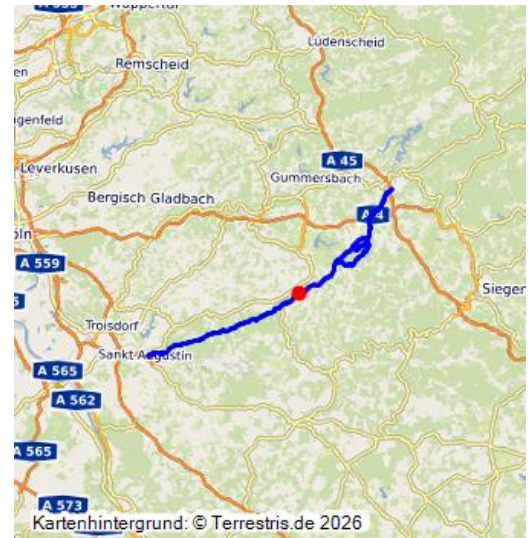 Wuppertal
Lüdenscheid
Remscheid
Leverkusen
A 45
Gummersbach
Bergisch Gladbach
A 4
A 559
Siegen
Troisdorf
Sankt Augustin
A 565
A 562
A 565
A 573
Kartenhintergrund: © Terrestris.de 2026